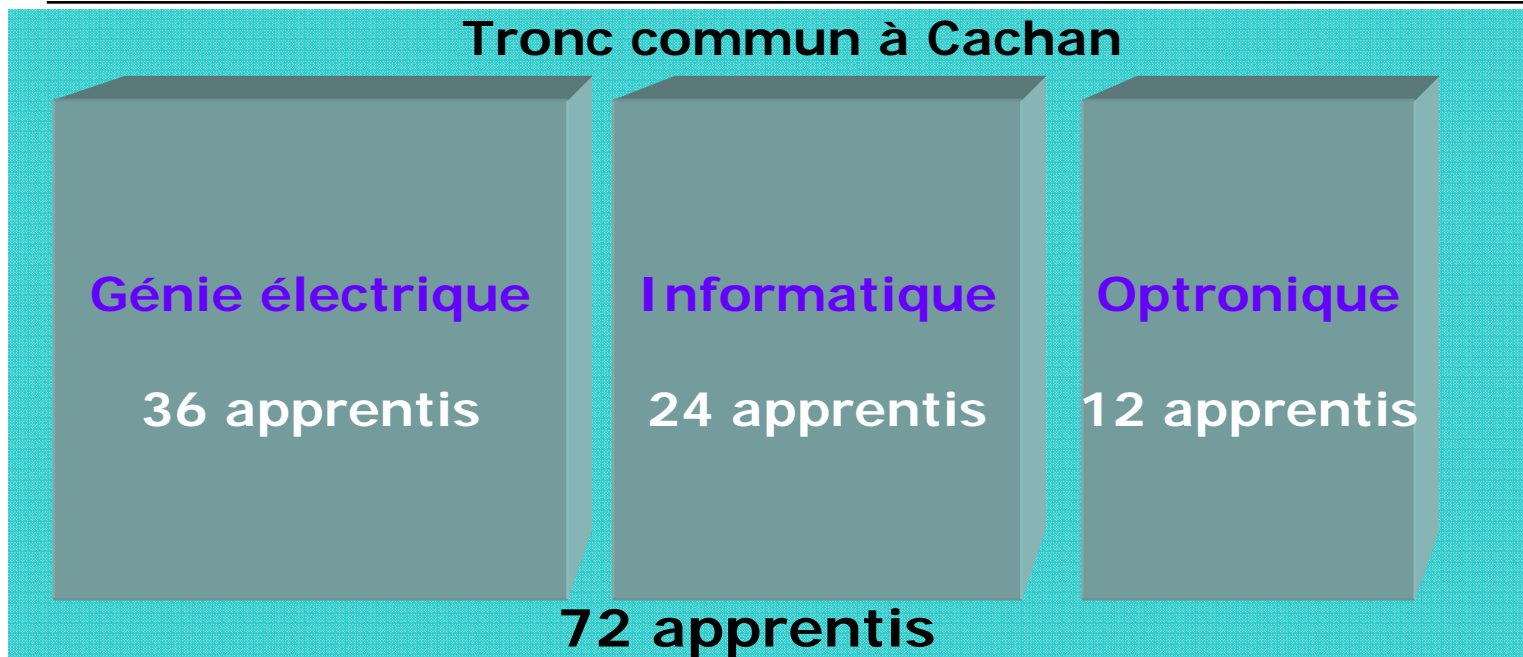 Tronc commun à Cachan
Génie électrique
36 apprentis
Informatique
24 apprentis
Optronique
12 apprentis
72 apprentis